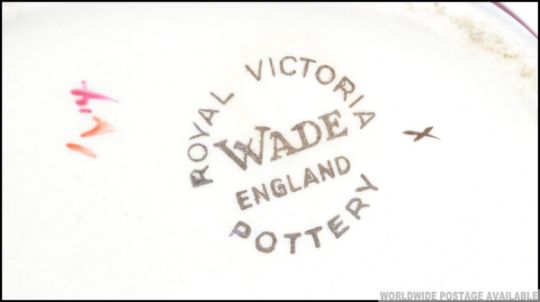 ROYAL VICTORIA
WADE
ENGLAND
POTTERY
WORLDWIDE POSTAGE AVAILABLE